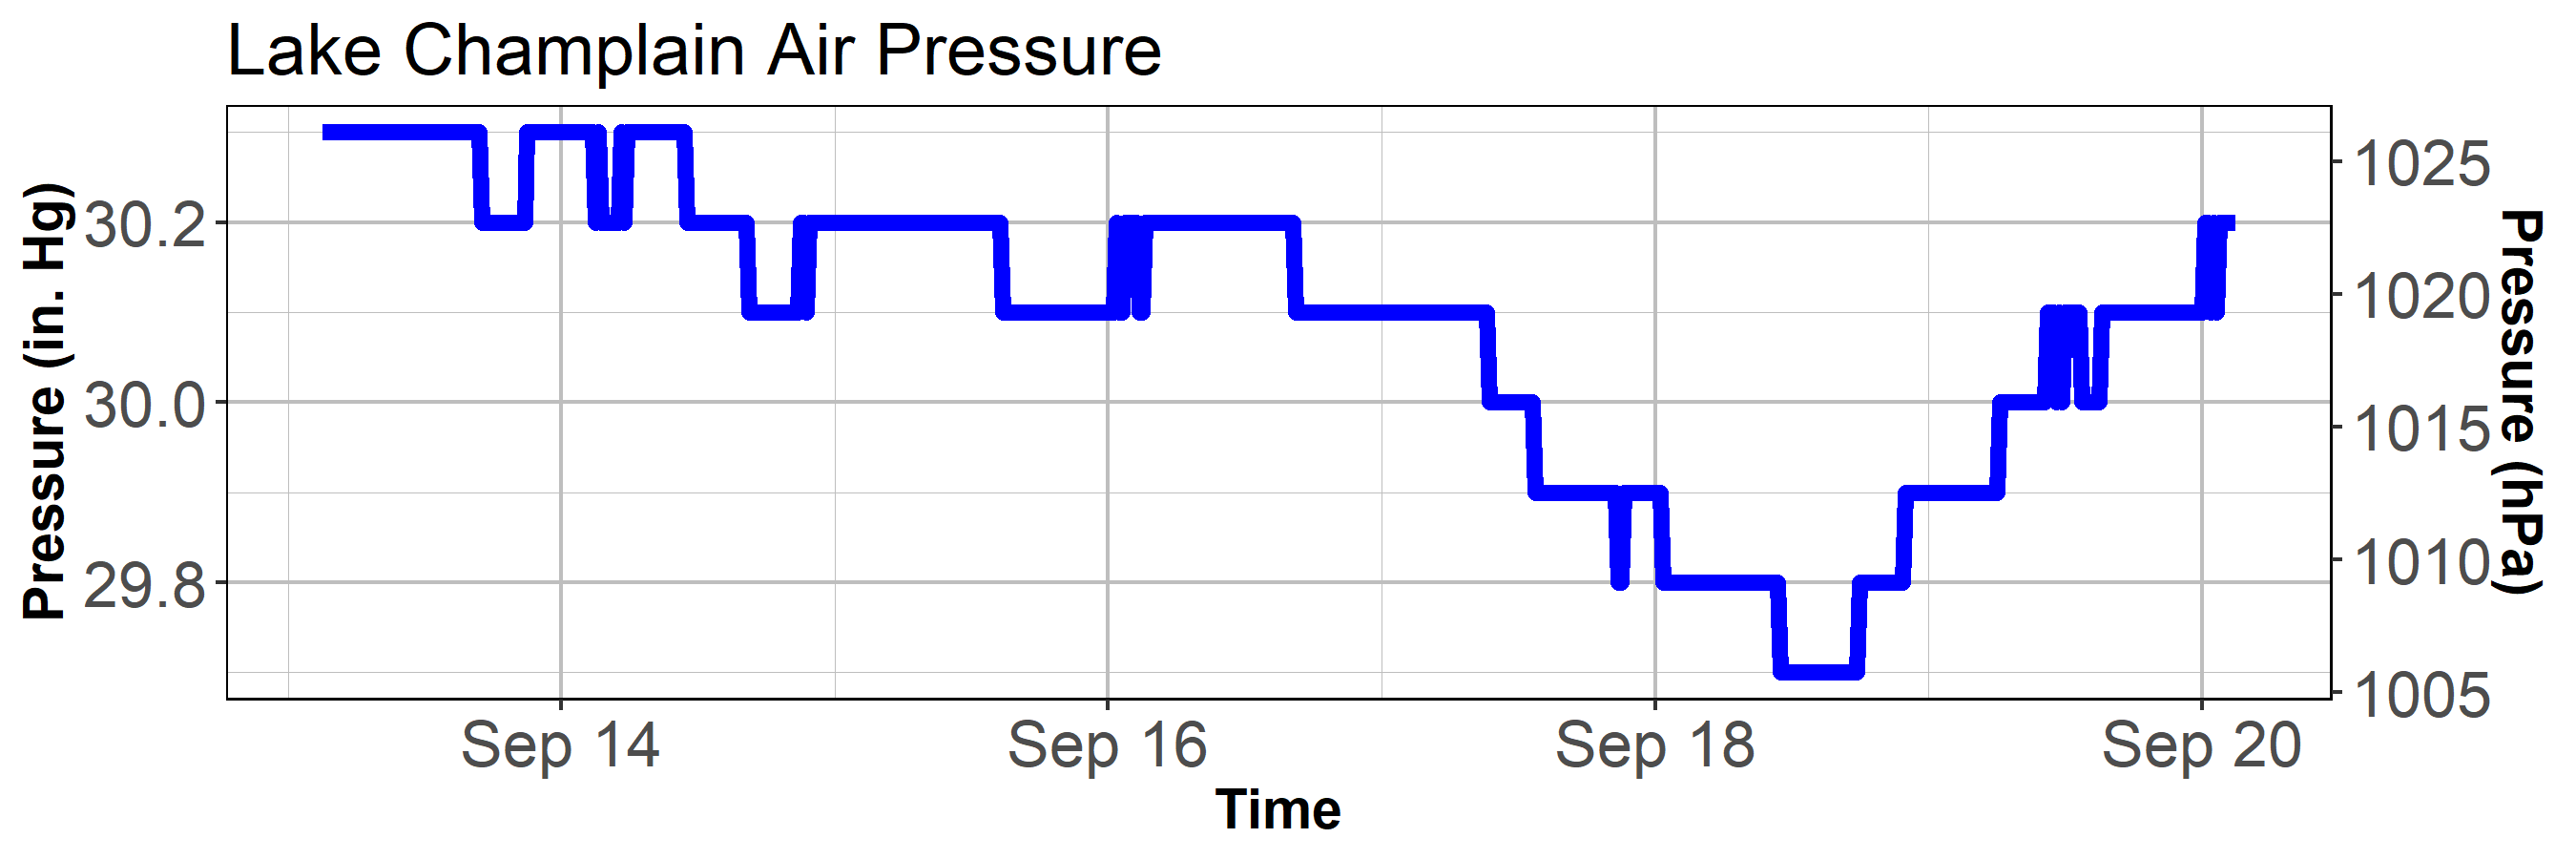 Lake Champlain Air Pressure
Pressure (in. Hg)
30.2
30.0
29.8
1025
1020
1015
1010
1005
Pressure (hPa)
Sep 14
Sep 16
Sep 18
Sep 20
Time